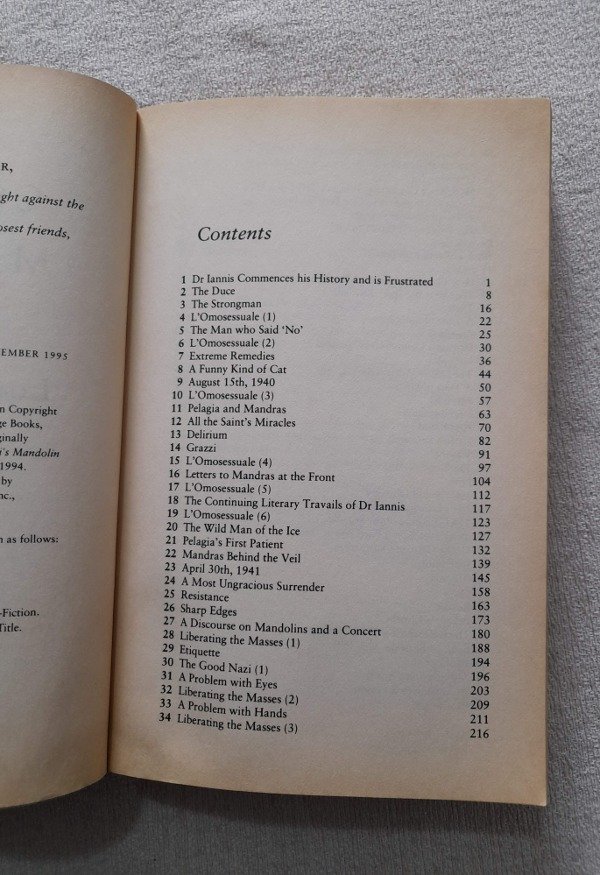 R,
ght against the
osest friends,
EMBER 1995
n Copyright
ge Books,
ginally
i's Mandolin
1994.
by
nc.,
n as follows:
-Fiction.
Title.
Contents
1 Dr Iannis Commences his History and is Frustrated 1
2 The Duce 8
3 The Strongman 16
4 L'Omosessuale (1) 22
5 The Man who Said 'No' 25
6 L'Omosessuale (2) 30
7 Extreme Remedies 36
8 A Funny Kind of Cat 44
9 August 15th, 1940 50
10 L'Omosessuale (3) 57
11 Pelagia and Mandras 63
12 All the Saint's Miracles 70
13 Delirium 82
14 Grazzi 91
15 L'Omosessuale (4) 97
16 Letters to Mandras at the Front 104
17 L'Omosessuale (5) 112
18 The Continuing Literary Travails of Dr Iannis 117
19 L'Omosessuale (6) 123
20 The Wild Man of the Ice 127
21 Pelagia's First Patient 132
22 Mandras Behind the Veil 139
23 April 30th, 1941 145
24 A Most Ungracious Surrender 158
25 Resistance 163
26 Sharp Edges 173
27 A Discourse on Mandolins and a Concert 180
28 Liberating the Masses (1) 188
29 Etiquette 194
30 The Good Nazi (1) 196
31 A Problem with Eyes 203
32 Liberating the Masses (2) 209
33 A Problem with Hands 211
34 Liberating the Masses (3) 216